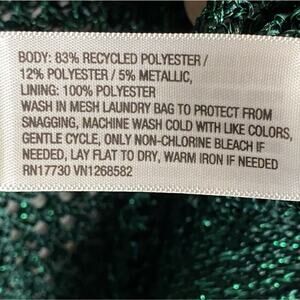 BODY: 83% RECYCLED POLYESTER /
12% POLYESTER / 5% METALLIC,
LINING: 100% POLYESTER
WASH IN MESH LAUNDRY BAG TO PROTECT FROM
SNAGGING, MACHINE WASH COLD WITH LIKE COLORS,
GENTLE CYCLE, ONLY NON-CHLORINE BLEACH IF
NEEDED, LAY FLAT TO DRY, WARM IRON IF NEEDED
RN17730 VN1268582